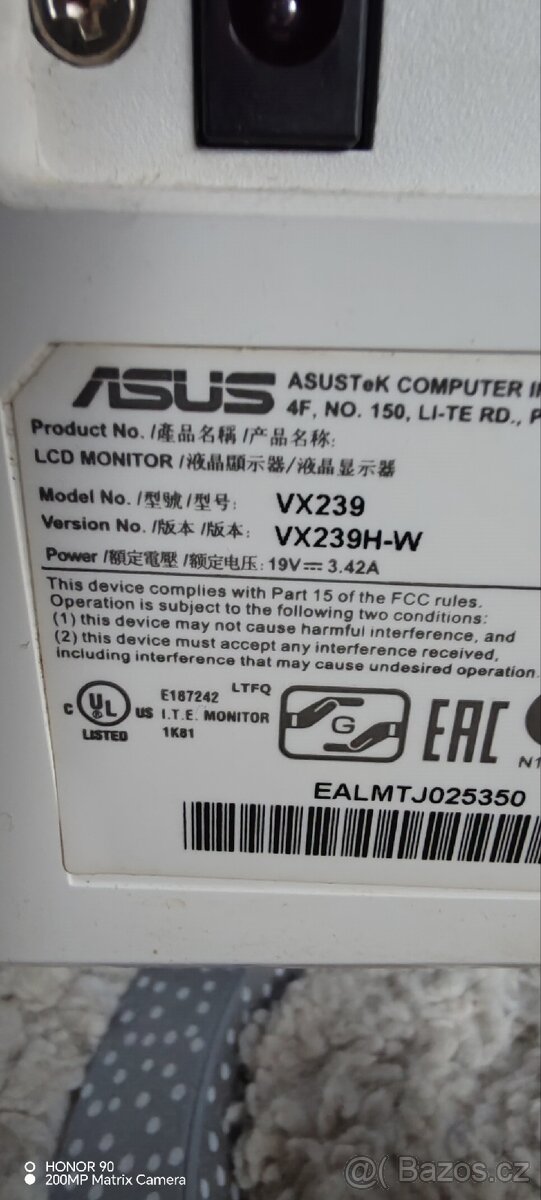 ASUS
ASUSTeK COMPUTER
4F, NO. 150, LI-TE RD.,
Product No. /產品名稱 /产品名称:
LCD MONITOR /液晶顯示器/液晶显示器
Model No. /型號/型号: VX239
Version No. /版本 /版本: VX239H-W
Power /額定電壓 /额定电压: 19V⎓ 3.42A
This device complies with Part 15 of the FCC rules.
Operation is subject to the following two conditions:
(1) this device may not cause harmful interference, and
(2) this device must accept any interference received,
including interference that may cause undesired operation.
C UL US LISTED
E187242 LTFQ
I.T.E. MONITOR
1K81
G
EAC
N1
EALMTJ025350
HONOR 90
200MP Matrix Camera
Bazos.cz